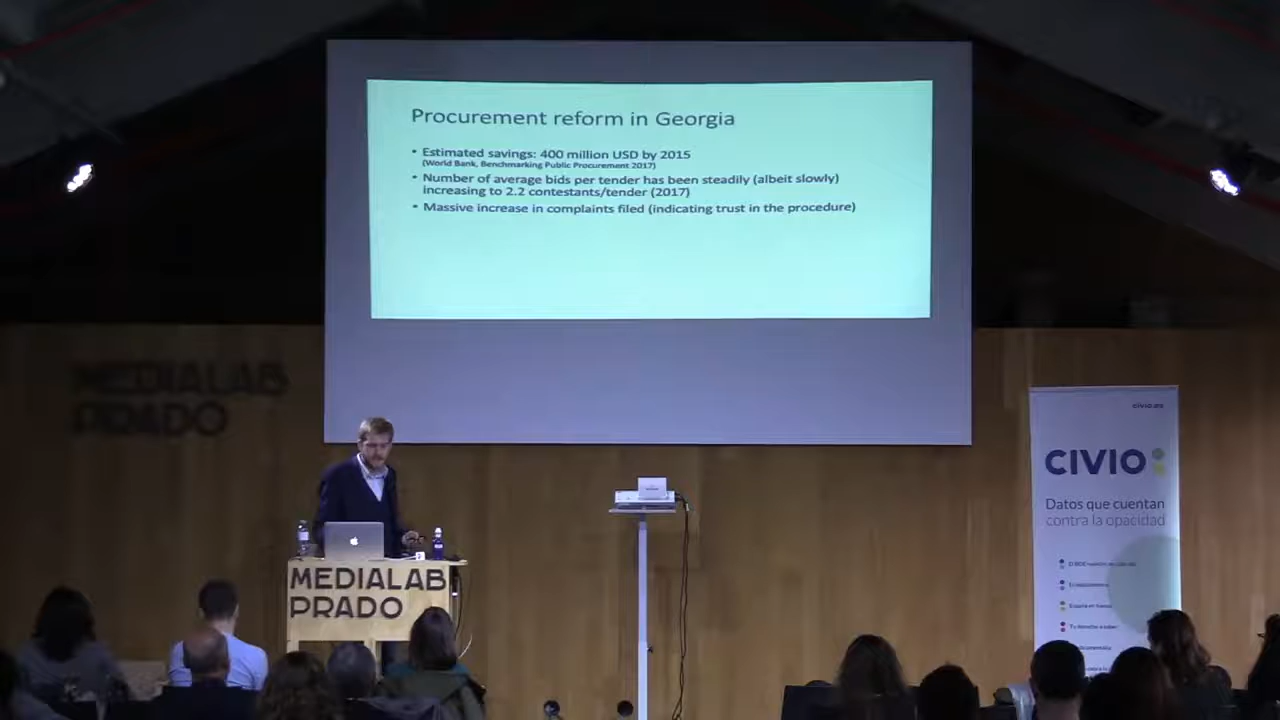 Procurement reform in Georgia
• Estimated savings: 400 million USD by 2015
(World Bank, Benchmarking Public Procurement 2017)
• Number of average bids per tender has been steadily (albeit slowly)
increasing to 2.2 contestants/tender (2017)
• Massive increase in complaints filed (indicating trust in the procedure)
MEDIALAB
PRADO
MEDIALAB
PRADO
civio.es
CIVIO
Datos que cuentan
contra la opacidad
Tu derecho a saber